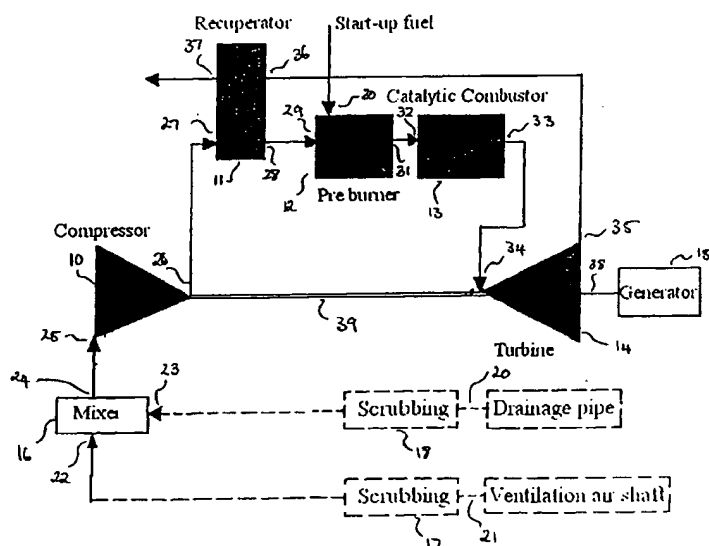 Recuperator
Start-up fuel
37
36
30
Catalytic Combustor
27
29
32
33
11
28
12
31
13
Pre burner
Compressor
34
35
10
26
38
Generator
39
14
25
Turbine
24
23
20
Mixer
Scrubbing
Drainage pipe
16
18
22
Scrubbing
Ventilation air shaft
17
21